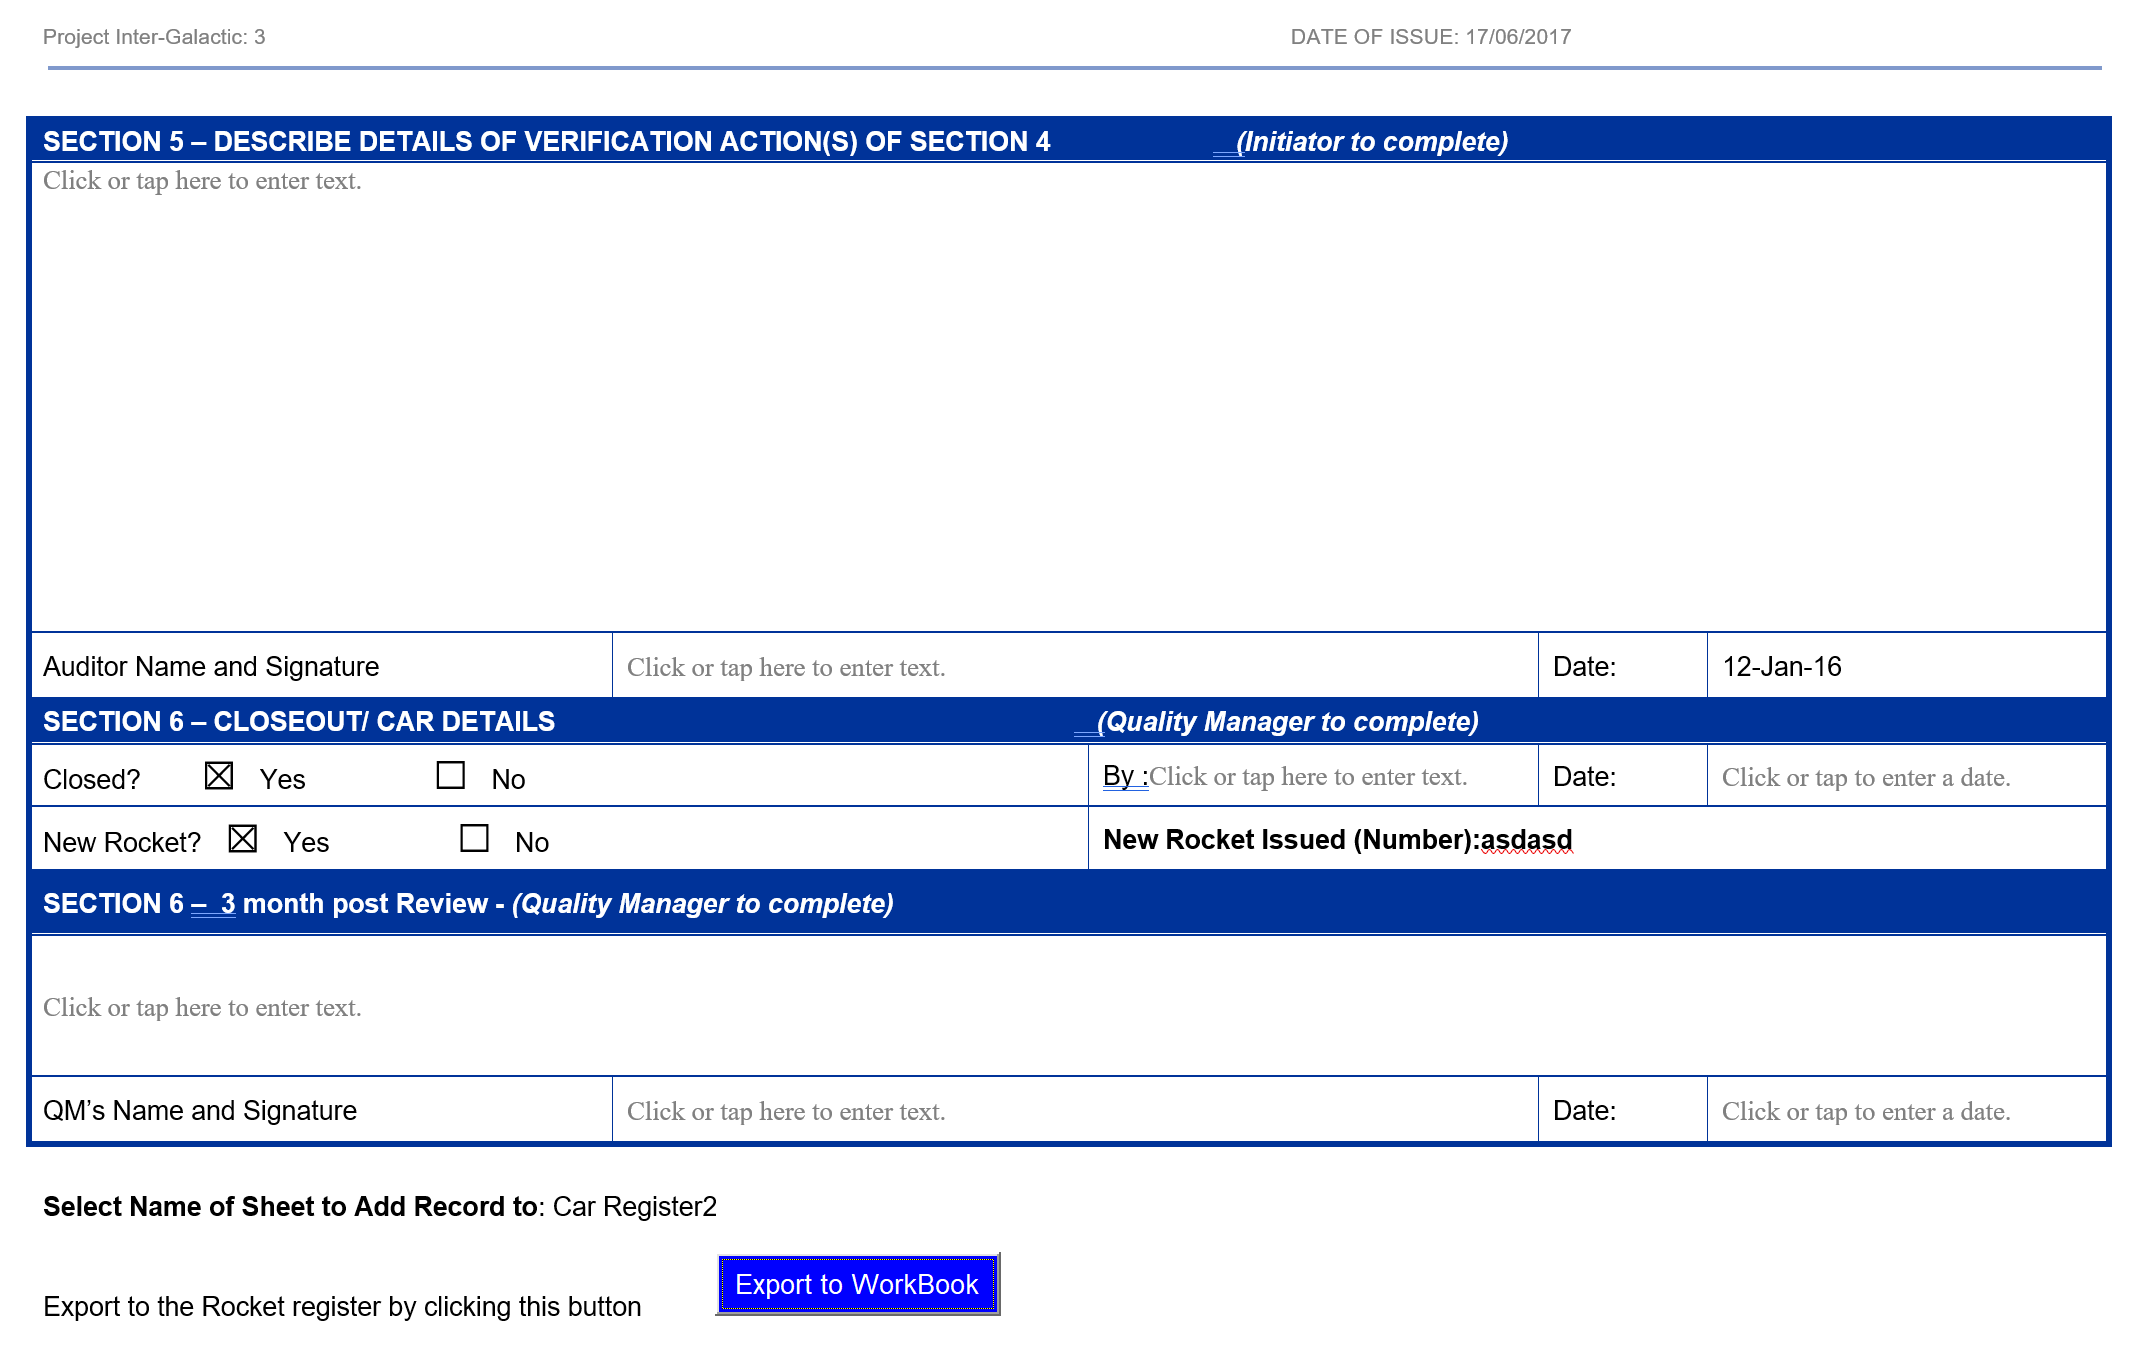 Project Inter-Galactic: 3 DATE OF ISSUE: 17/06/2017
SECTION 5 – DESCRIBE DETAILS OF VERIFICATION ACTION(S) OF SECTION 4 (Initiator to complete)
Click or tap here to enter text.
Auditor Name and Signature Click or tap here to enter text. Date: 12-Jan-16
SECTION 6 – CLOSEOUT/ CAR DETAILS (Quality Manager to complete)
Closed? ☒ Yes ☐ No By :Click or tap here to enter text. Date: Click or tap to enter a date.
New Rocket? ☒ Yes ☐ No New Rocket Issued (Number):asdasd
SECTION 6 – 3 month post Review - (Quality Manager to complete)
Click or tap here to enter text.
QM’s Name and Signature Click or tap here to enter text. Date: Click or tap to enter a date.
Select Name of Sheet to Add Record to: Car Register2
Export to the Rocket register by clicking this button Export to WorkBook